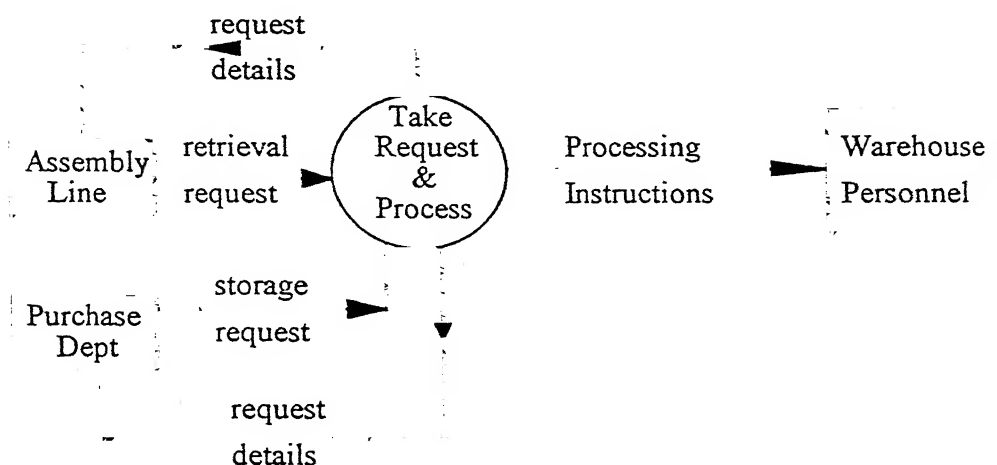 request
details
Take
Request
&
Process
Assembly
Line
retrieval
request
Processing
Instructions
Warehouse
Personnel
storage
request
Purchase
Dept
request
details